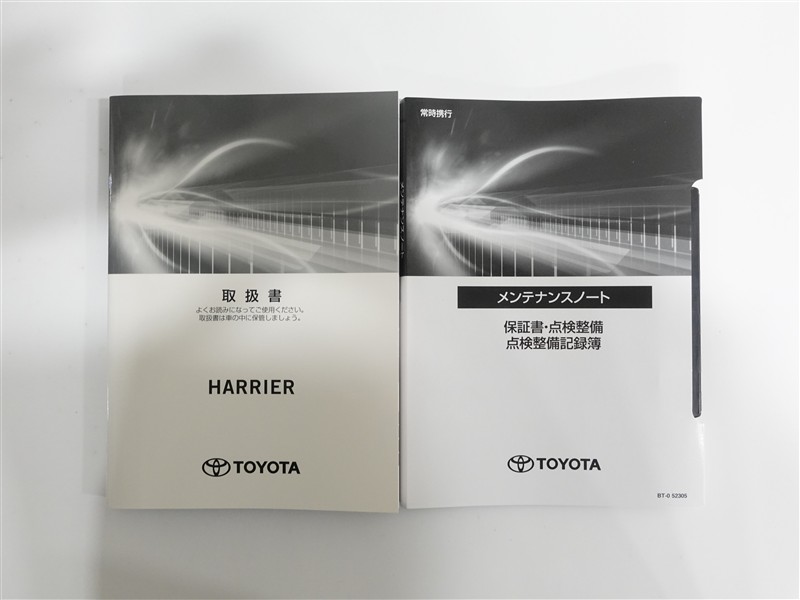 取扱書
よくお読みになってご使用ください。
取扱書は車の中に保管しましょう。
HARRIER
TOYOTA
常時携行
メンテナンスノート
保証書・点検整備
点検整備記録簿
TOYOTA
BT-0 52305